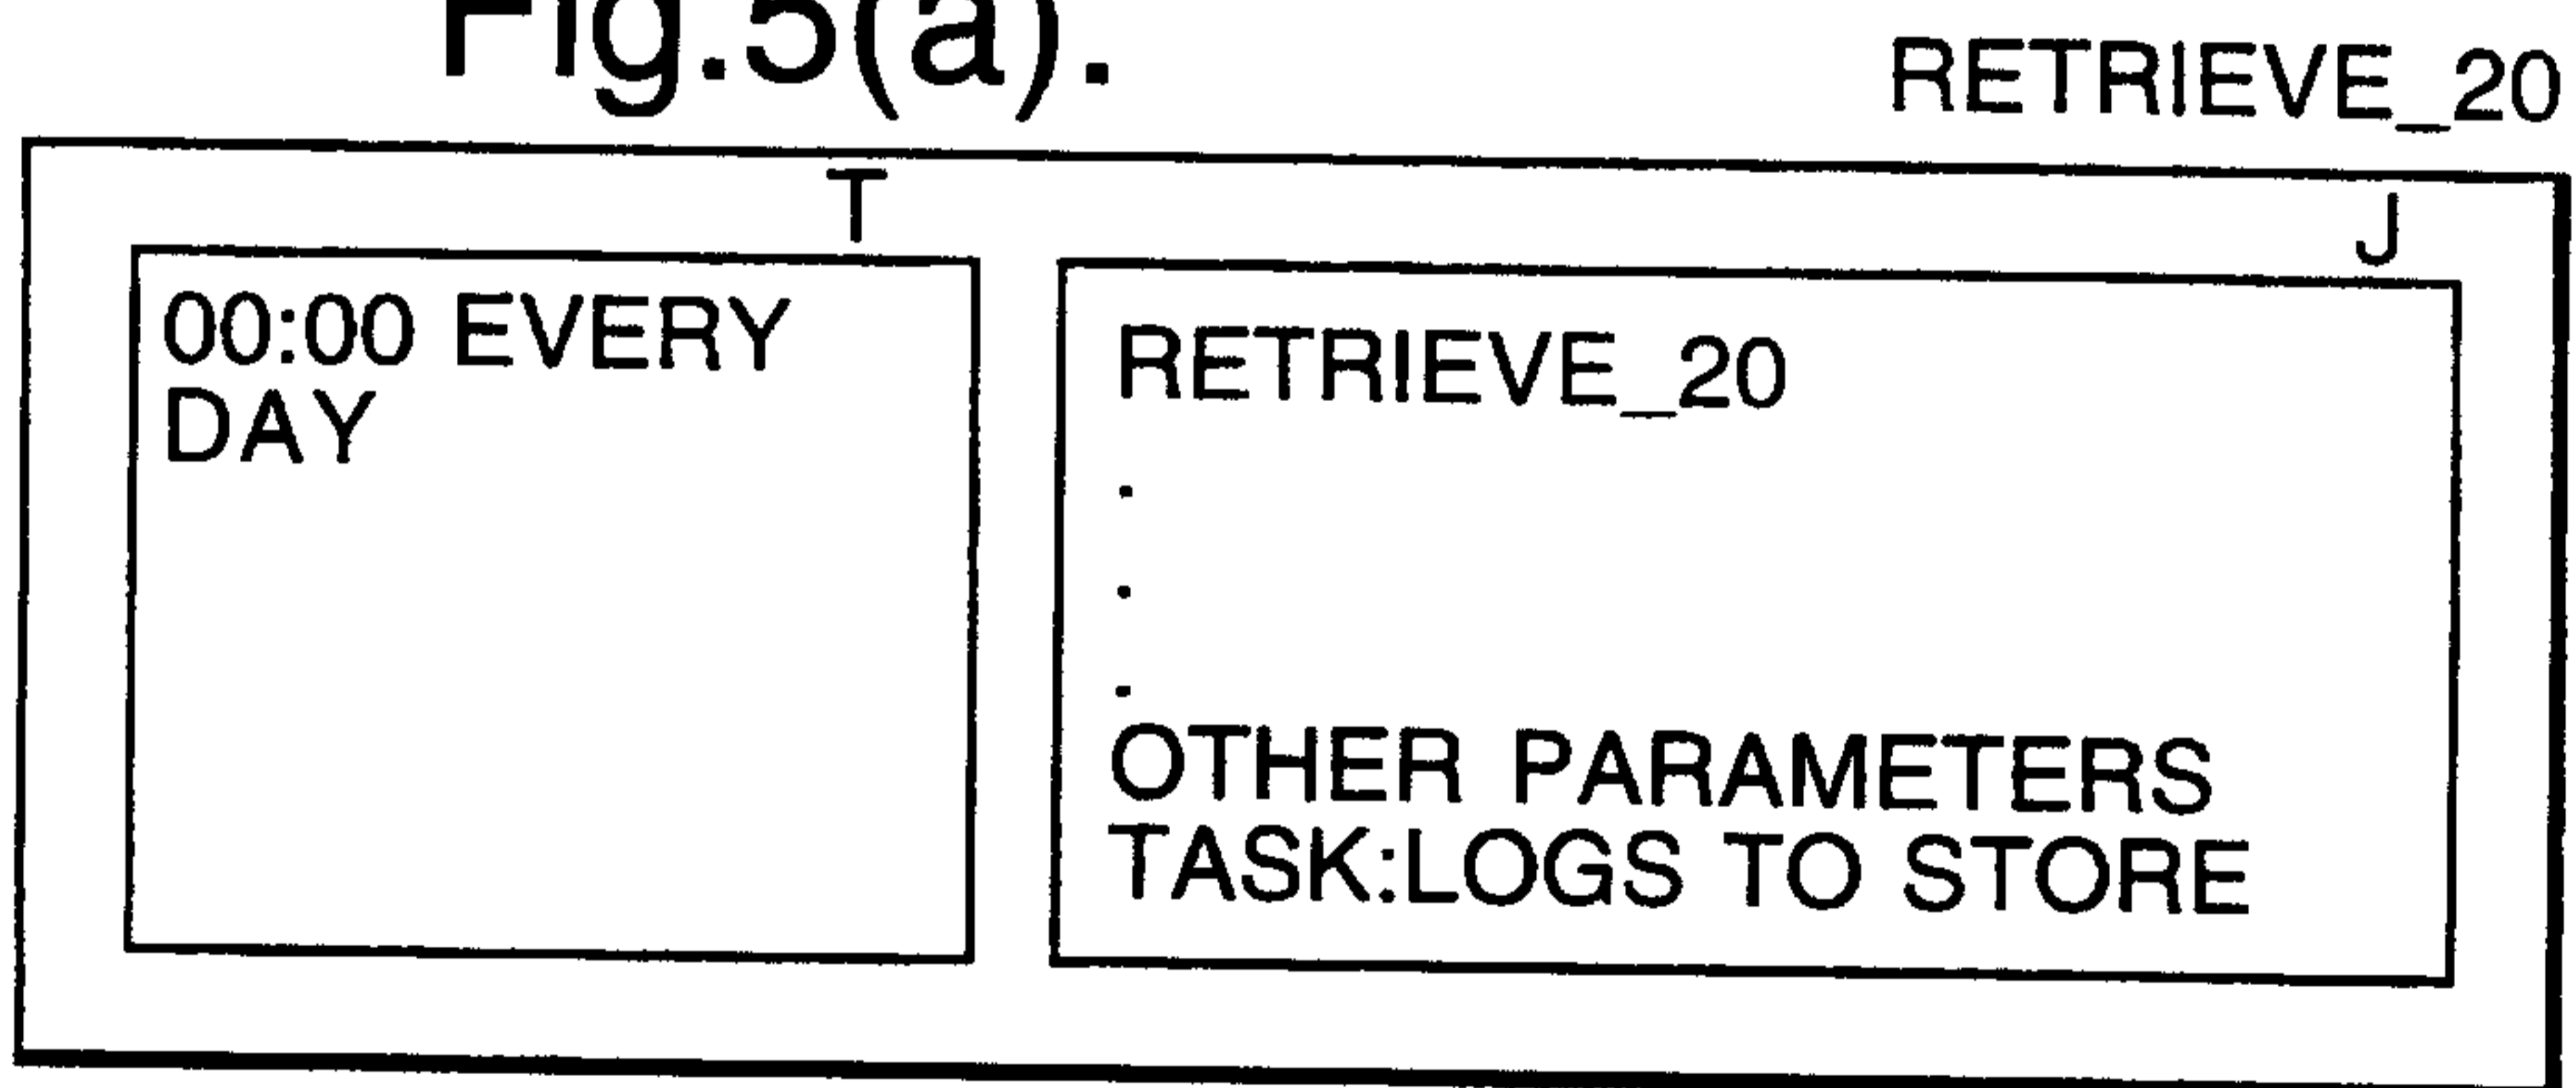 Fig.5(a).
RETRIEVE_20
T
J
00:00 EVERY
DAY
RETRIEVE_20
.
.
.
OTHER PARAMETERS
TASK:LOGS TO STORE